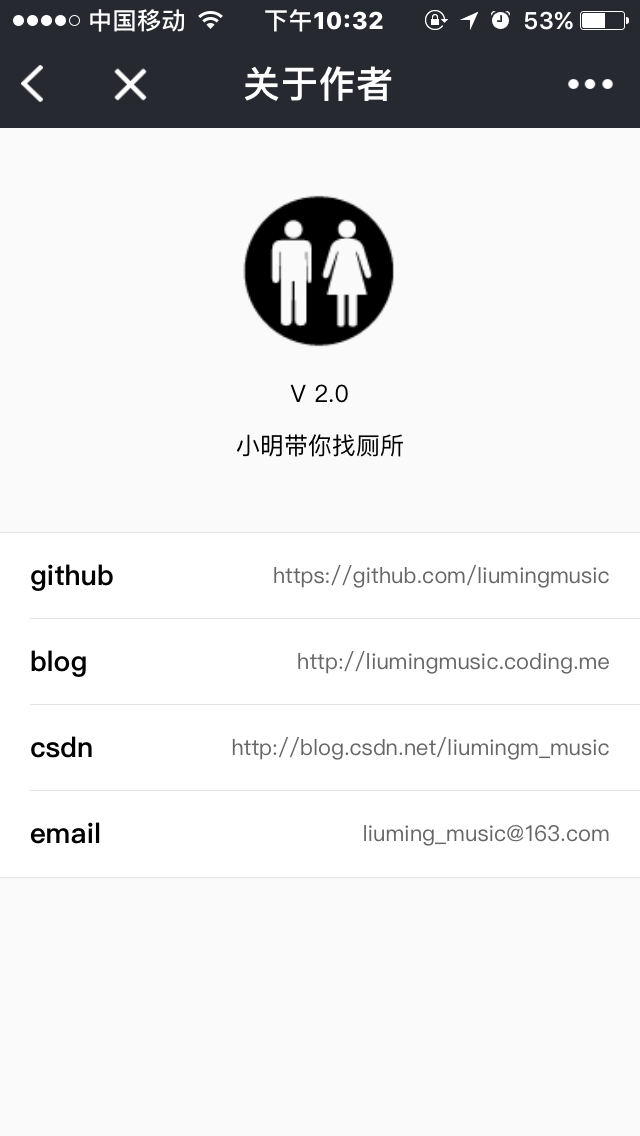 中国移动 下午10:32 53%
关于作者
V 2.0
小明带你找厕所
github https://github.com/liumingmusic
blog http://liumingmusic.coding.me
csdn http://blog.csdn.net/liumingm_music
email liuming_music@163.com